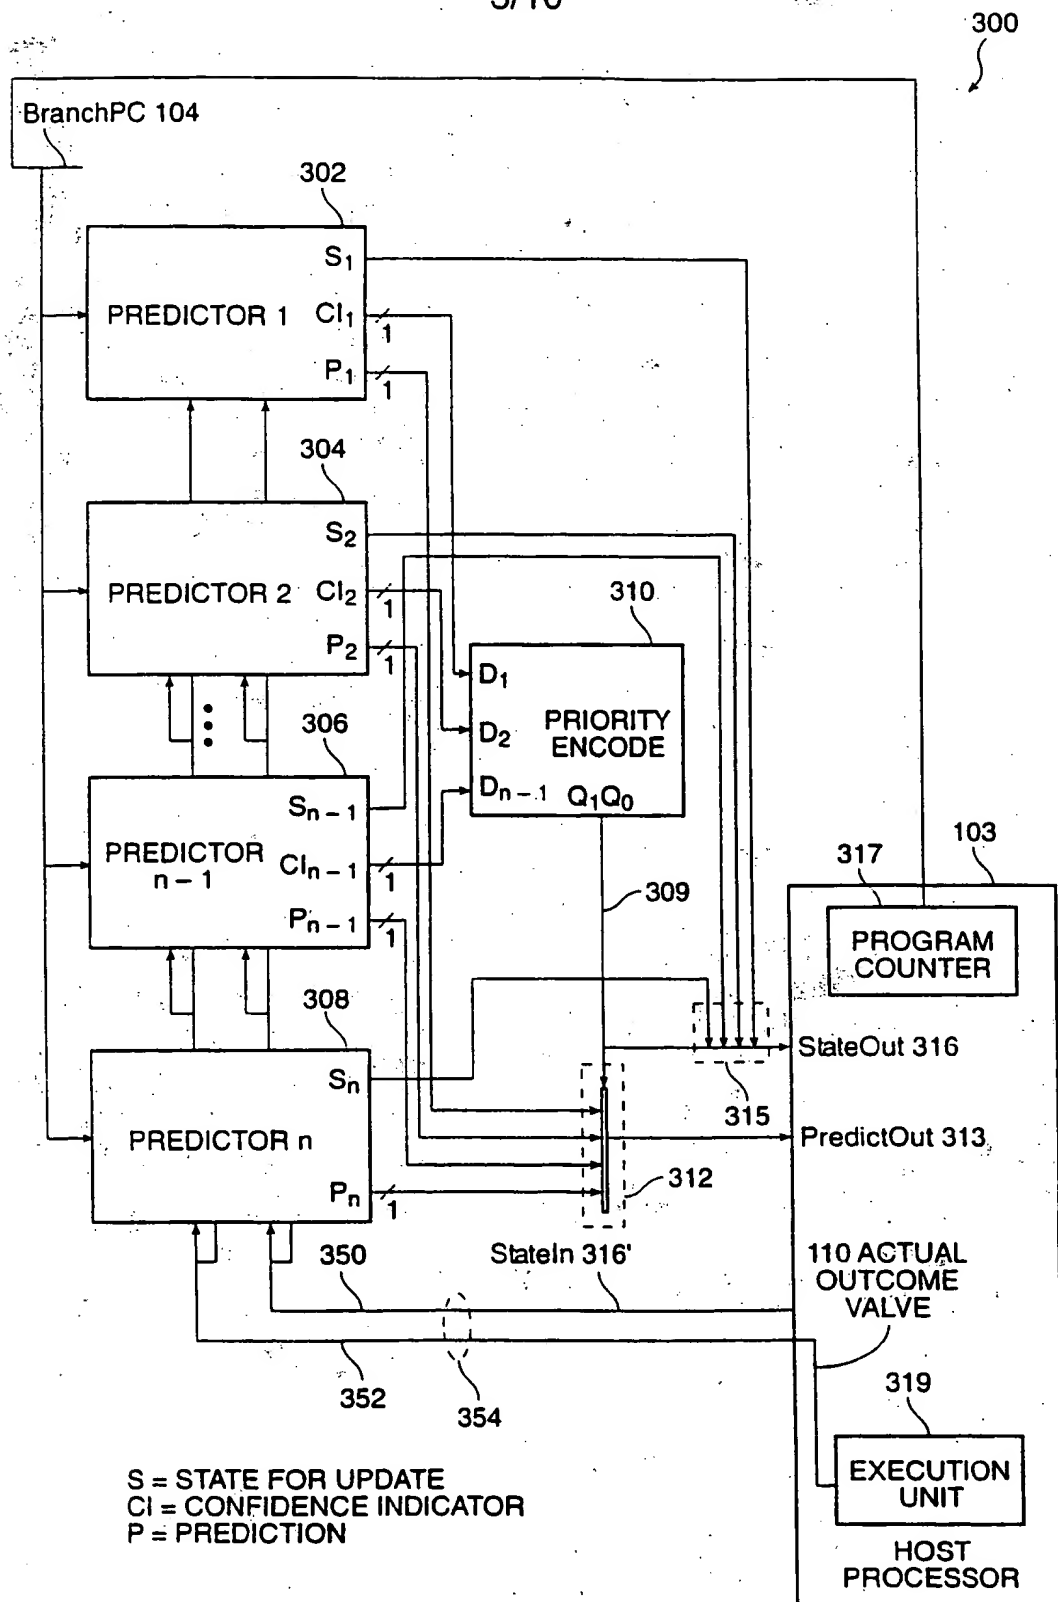 300
BranchPC 104
302
S1
PREDICTOR 1
CI1
1
P1
1
304
S2
PREDICTOR 2
CI2
1
P2
1
310
D1
D2
PRIORITY
ENCODE
Dn-1
Q1Q0
306
Sn-1
PREDICTOR
n-1
CIn-1
1
Pn-1
1
309
317
103
PROGRAM
COUNTER
308
Sn
PREDICTOR n
Pn
1
StateOut 316
315
PredictOut 313
312
350
StateIn 316'
110 ACTUAL
OUTCOME
VALVE
352
354
319
EXECUTION
UNIT
HOST
PROCESSOR
S = STATE FOR UPDATE
CI = CONFIDENCE INDICATOR
P = PREDICTION